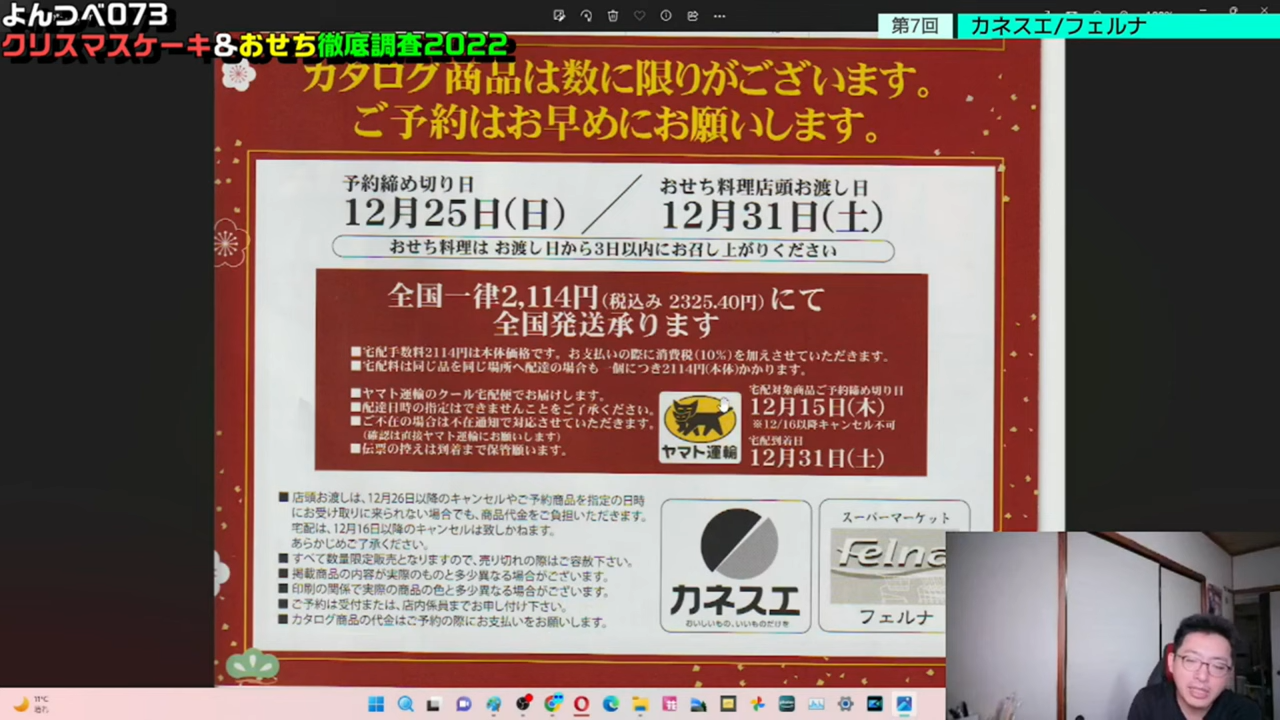 よんつべ073
クリスマスケーキ&おせち徹底調査2022
第7回
カネスエ/フェルナ
カタログ商品は数に限りがございます。
ご予約はお早めにお願いします。
予約締め切り日
12月25日(日)
おせち料理店頭お渡し日
12月31日(土)
おせち料理は お渡し日から3日以内にお召し上がりください
全国一律2,114円(税込み 2325.40円)にて
全国発送承ります
■宅配手数料2114円は本体価格です。お支払いの際に消費税(10%)を加えさせていただきます。
■宅配料は同じ品を同じ場所へ配達の場合も一個につき2114円(本体)かかります。
■ヤマト運輸のクール宅配便でお届けします。
■配達日時の指定はできませんことをご了承ください。
■ご不在の場合は不在通知で対応させていただきます。
(確認は直接ヤマト運輸にお願いします)
■伝票の控えは到着まで保管願います。
ヤマト運輸
宅配対象商品ご予約締め切り日
12月15日(木)
※12/16以降キャンセル不可
宅配到着日
12月31日(土)
■ 店頭お渡しは、12月26日以降のキャンセルやご予約商品を指定の日時
にお受け取りに来られない場合でも、商品代金をご負担いただきます。
宅配は、12月16日以降のキャンセルは致しかねます。
あらかじめご了承ください。
■ すべて数量限定販売となりますので、売り切れの際はご容赦下さい。
■ 掲載商品の内容が実際のものと多少異なる場合がございます。
■ 印刷の関係で実際の商品の色と多少異なる場合がございます。
■ ご予約は受付または、店内係員までお申し付け下さい。
■ カタログ商品の代金はご予約の際にお支払いをお願いします。
カネスエ
おいしいもの、いいものだけを
スーパーマーケット
Felna
フェルナ
11℃